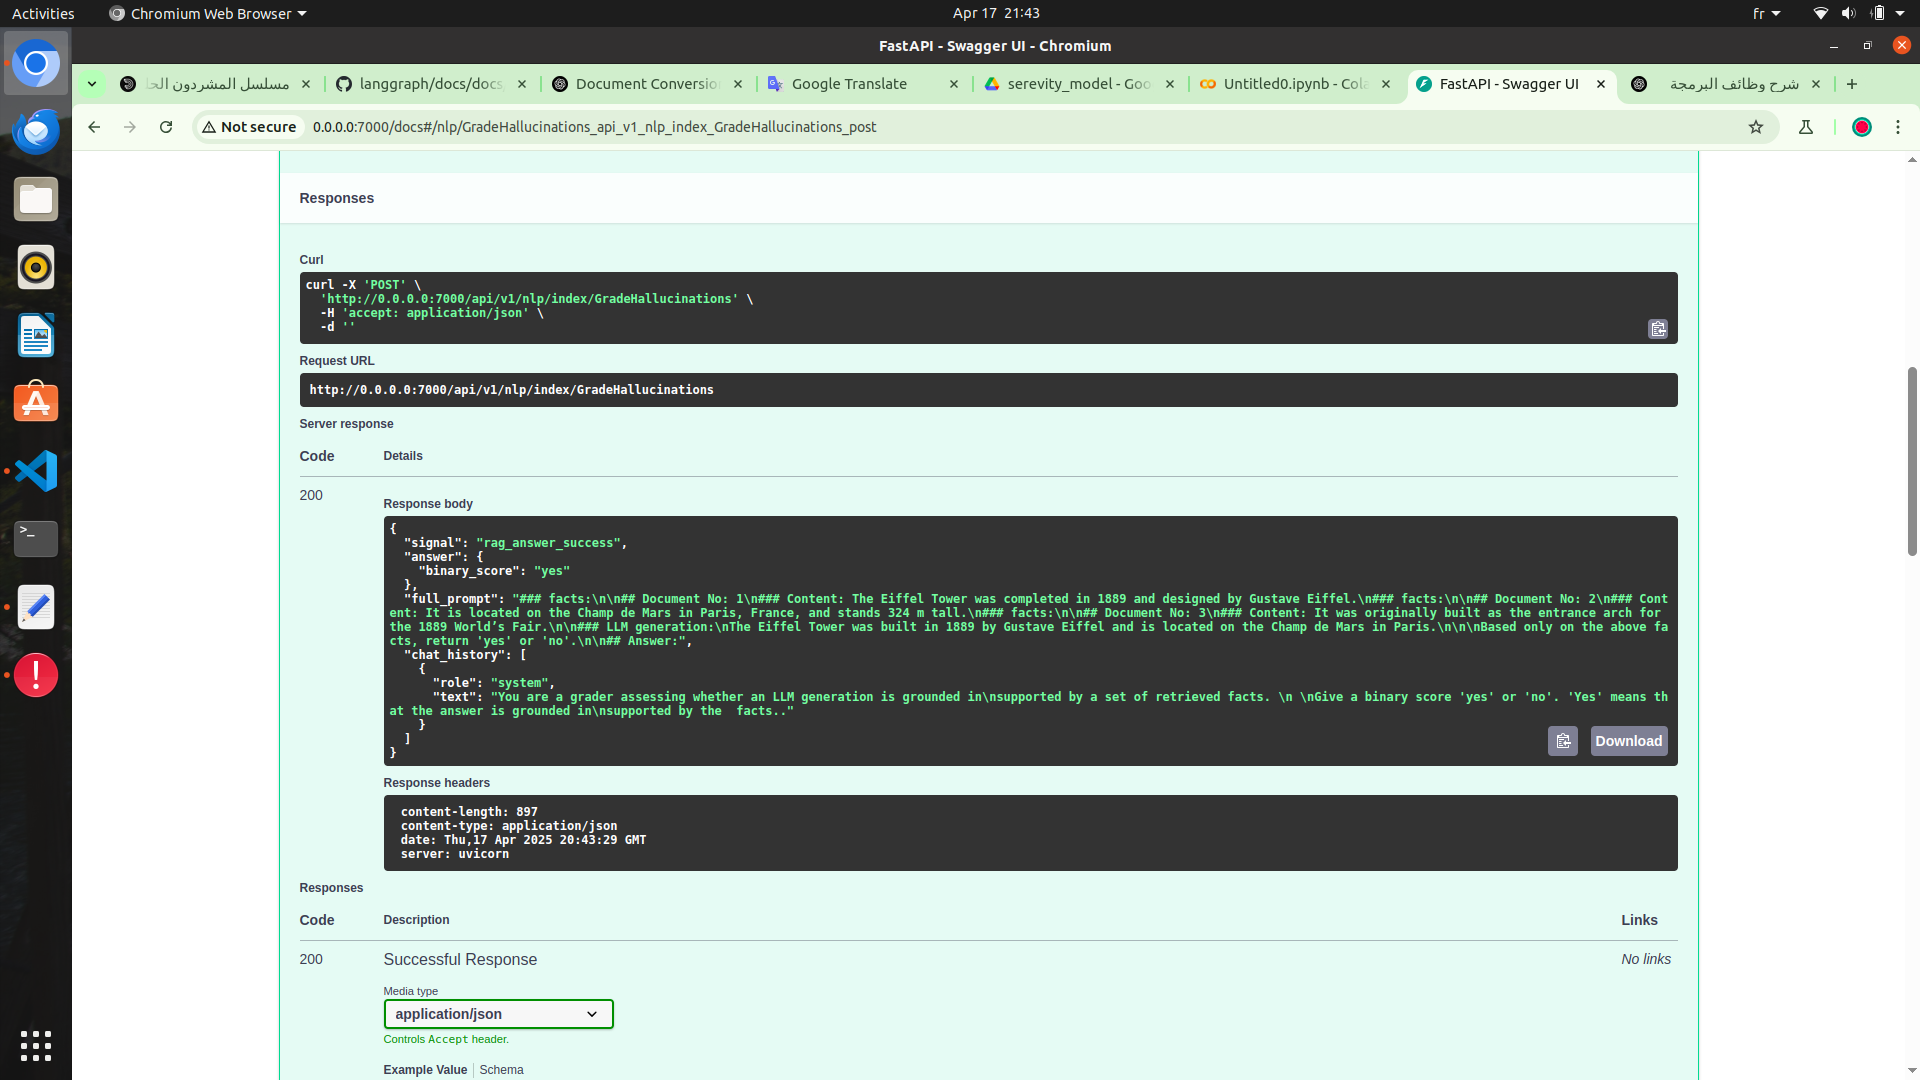 Activities
Chromium Web Browser
Apr 17 21:43
fr
FastAPI - Swagger UI - Chromium
مسلسل المشردون الحا
langgraph/docs/docs
Document Conversion
Google Translate
serevity_model - Goo
Untitled0.ipynb - Cola
FastAPI - Swagger UI
شرح وظائف البرمجة
Not secure
0.0.0.0:7000/docs#/nlp/GradeHallucinations_api_v1_nlp_index_GradeHallucinations_post
Responses
Curl
curl -X 'POST' \
'http://0.0.0.0:7000/api/v1/nlp/index/GradeHallucinations' \
-H 'accept: application/json' \
-d ''
Request URL
http://0.0.0.0:7000/api/v1/nlp/index/GradeHallucinations
Server response
Code Details
200
Response body
{
"signal": "rag_answer_success",
"answer": {
"binary_score": "yes"
},
"full_prompt": "### facts:\n\n## Document No: 1\n### Content: The Eiffel Tower was completed in 1889 and designed by Gustave Eiffel.\n### facts:\n\n## Document No: 2\n### Cont
ent: It is located on the Champ de Mars in Paris, France, and stands 324 m tall.\n### facts:\n\n## Document No: 3\n### Content: It was originally built as the entrance arch for
the 1889 World’s Fair.\n\n### LLM generation:\nThe Eiffel Tower was built in 1889 by Gustave Eiffel and is located on the Champ de Mars in Paris.\n\n\nBased only on the above fa
cts, return 'yes' or 'no'.\n\n## Answer:",
"chat_history": [
{
"role": "system",
"text": "You are a grader assessing whether an LLM generation is grounded in\nsupported by a set of retrieved facts. \n \nGive a binary score 'yes' or 'no'. 'Yes' means th
at the answer is grounded in\nsupported by the  facts.."
}
]
}
Download
Response headers
content-length: 897
content-type: application/json
date: Thu,17 Apr 2025 20:43:29 GMT
server: uvicorn
Responses
Code Description Links
200 Successful Response No links
Media type
application/json
Controls Accept header.
Example Value Schema